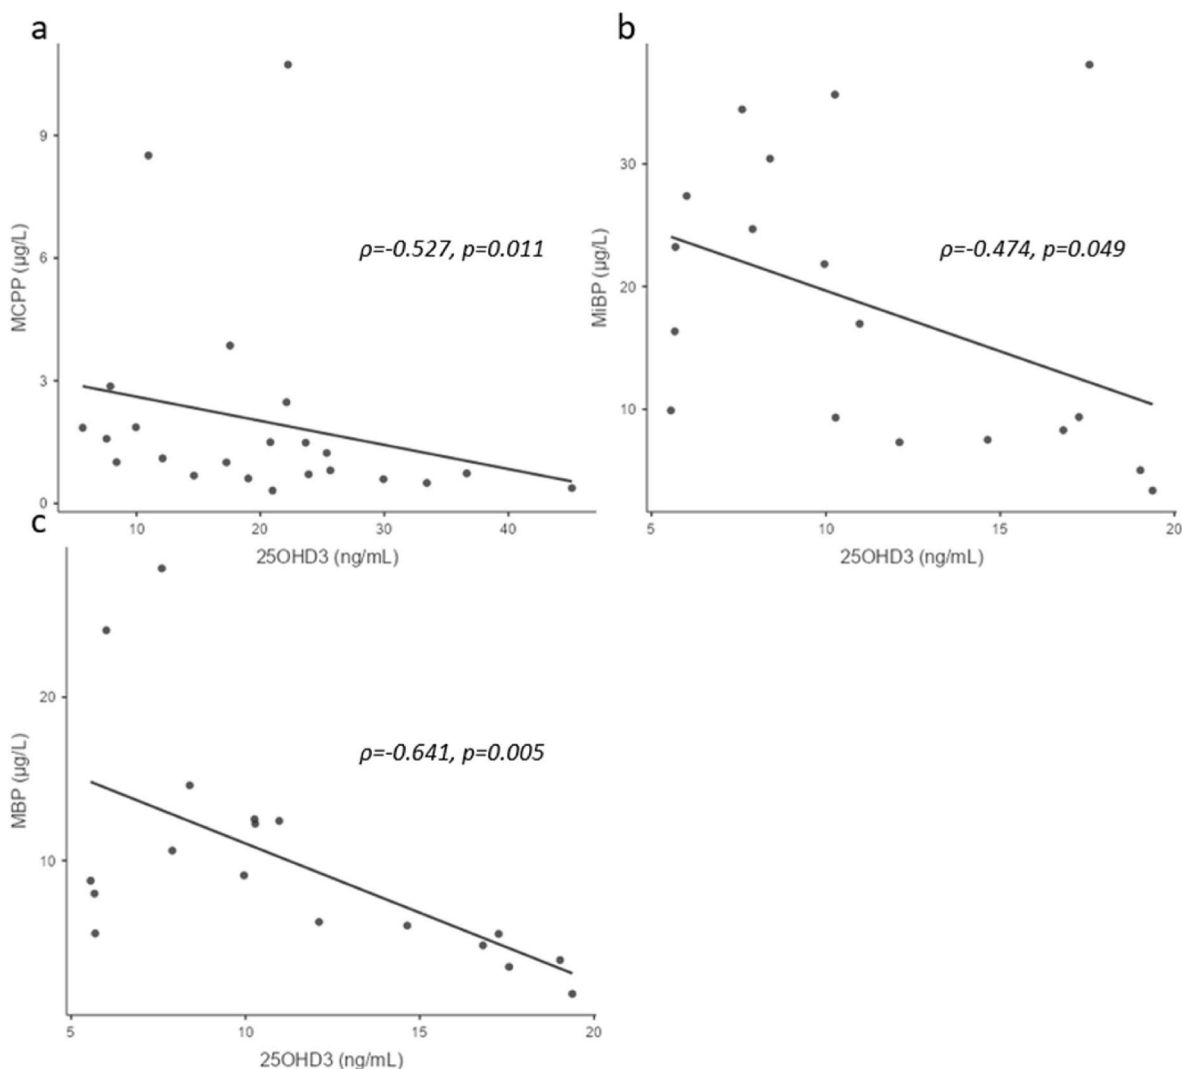 a
9
6
3
0
MCPP (µg/L)
ρ=-0.527, p=0.011
10 20 30 40
25OHD3 (ng/mL)
b
30
20
10
MiBP (µg/L)
ρ=-0.474, p=0.049
5 10 15 20
25OHD3 (ng/mL)
c
20
10
MBP (µg/L)
ρ=-0.641, p=0.005
5 10 15 20
25OHD3 (ng/mL)